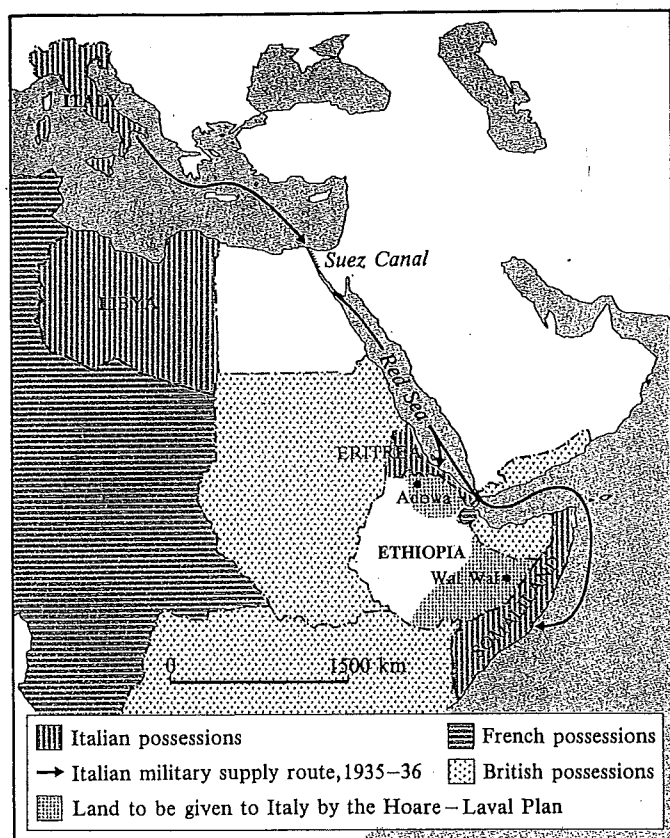 ITALY
Suez Canal
LIBYA
Red Sea
ERITREA
Adowa
ETHIOPIA
Wal Wal
SOMALILAND
0 1500 km
Italian possessions
French possessions
Italian military supply route, 1935–36
British possessions
Land to be given to Italy by the Hoare–Laval Plan